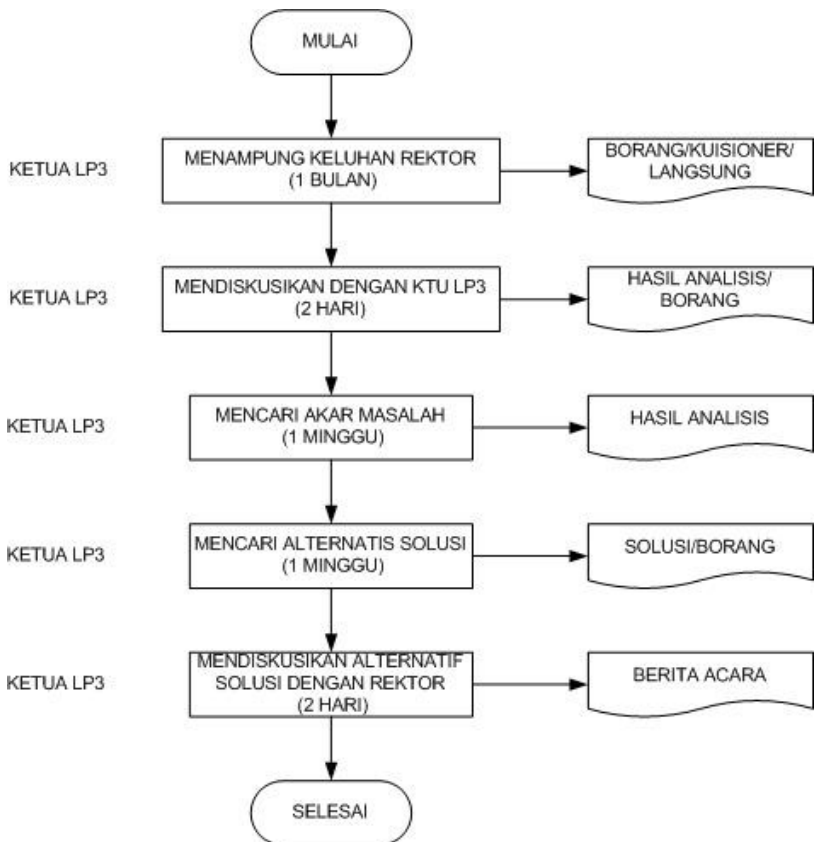 MULAI
KETUA LP3
MENAMPUNG KELUHAN REKTOR
(1 BULAN)
BORANG/KUISIONER/
LANGSUNG
KETUA LP3
MENDISKUSIKAN DENGAN KTU LP3
(2 HARI)
HASIL ANALISIS/
BORANG
KETUA LP3
MENCARI AKAR MASALAH
(1 MINGGU)
HASIL ANALISIS
KETUA LP3
MENCARI ALTERNATIS SOLUSI
(1 MINGGU)
SOLUSI/BORANG
KETUA LP3
MENDISKUSIKAN ALTERNATIF
SOLUSI DENGAN REKTOR
(2 HARI)
BERITA ACARA
SELESAI